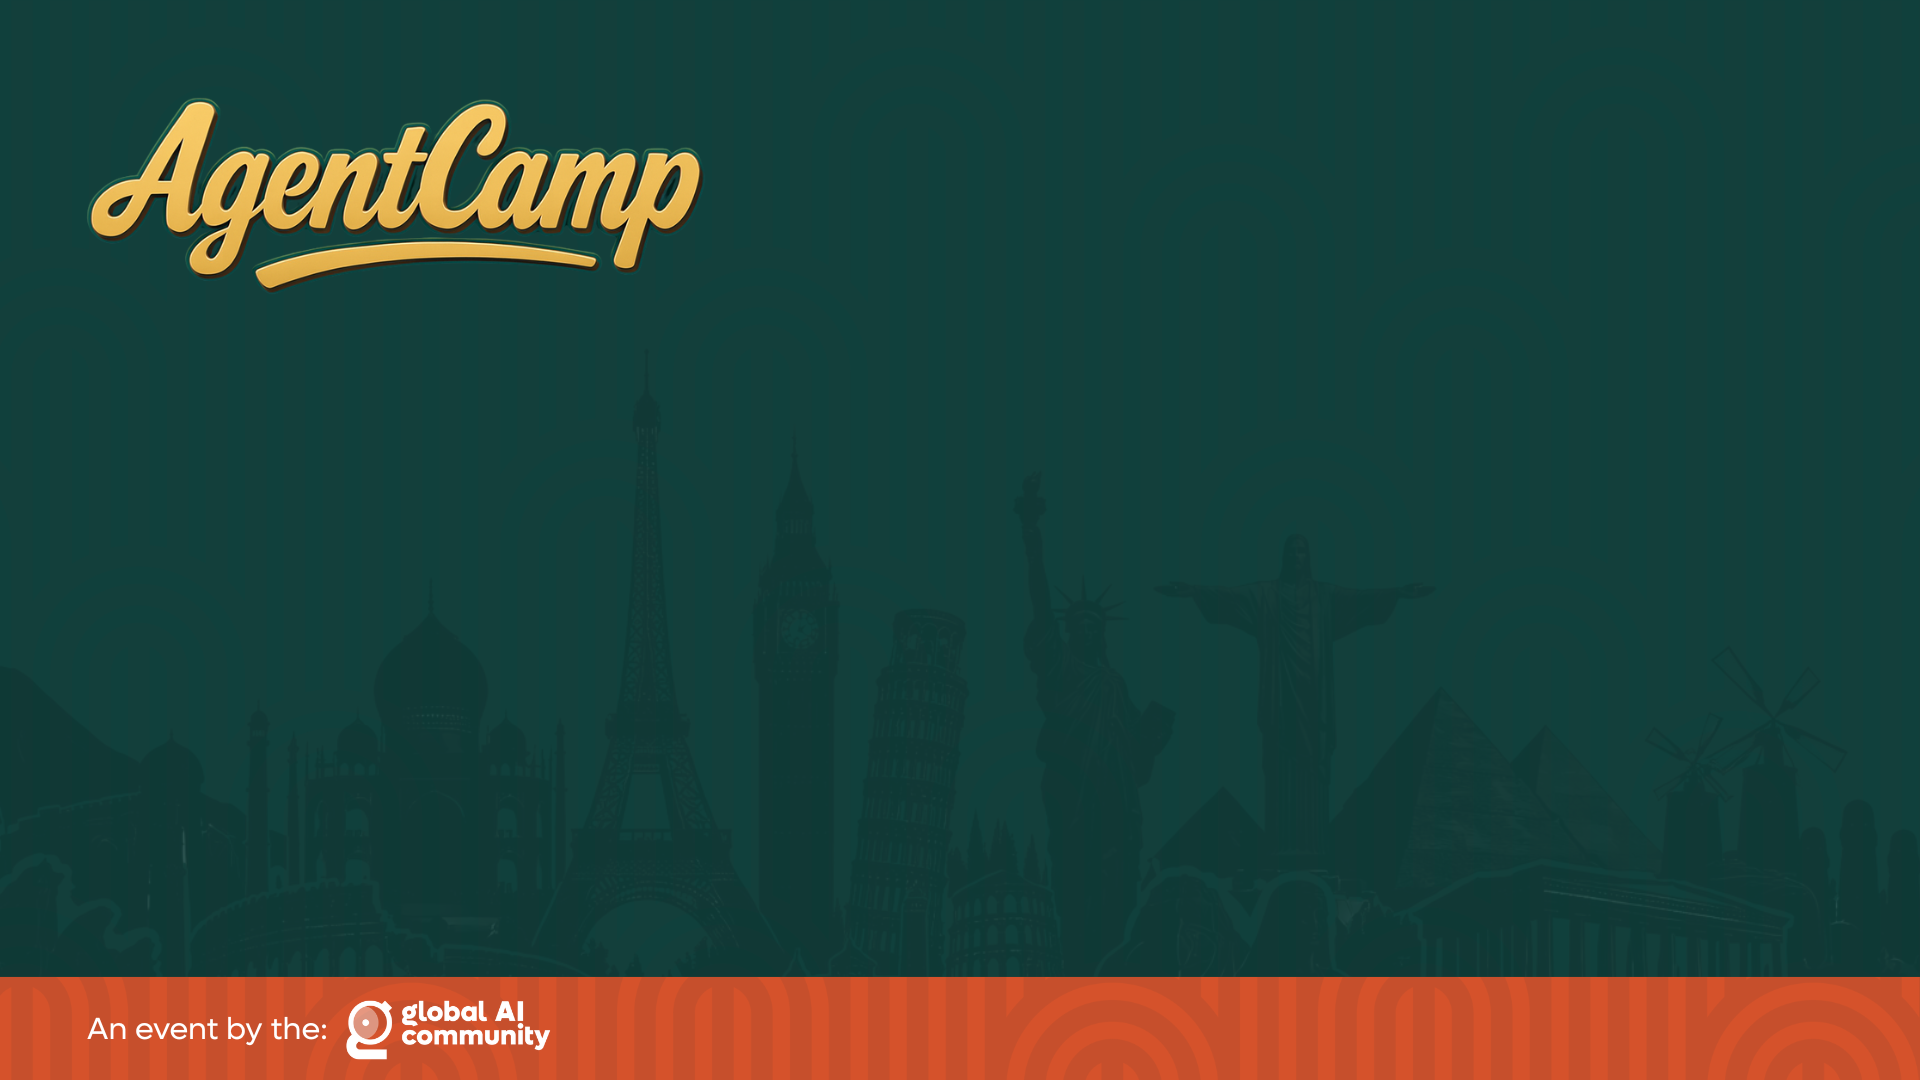 AgentCamp
An event by the:
global AI
community